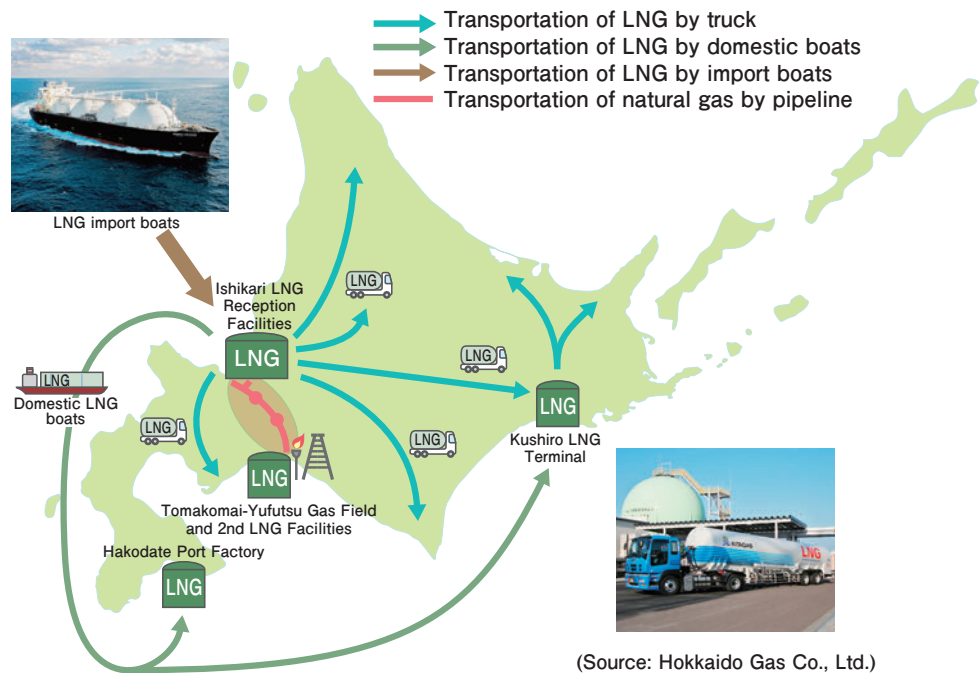 Transportation of LNG by truck
Transportation of LNG by domestic boats
Transportation of LNG by import boats
Transportation of natural gas by pipeline
LNG import boats
Ishikari LNG
Reception
Facilities
LNG
LNG
LNG
LNG
Domestic LNG
boats
LNG
LNG
LNG
Kushiro LNG
Terminal
LNG
Tomakomai-Yufutsu Gas Field
and 2nd LNG Facilities
Hakodate Port Factory
LNG
LNG
(Source: Hokkaido Gas Co., Ltd.)